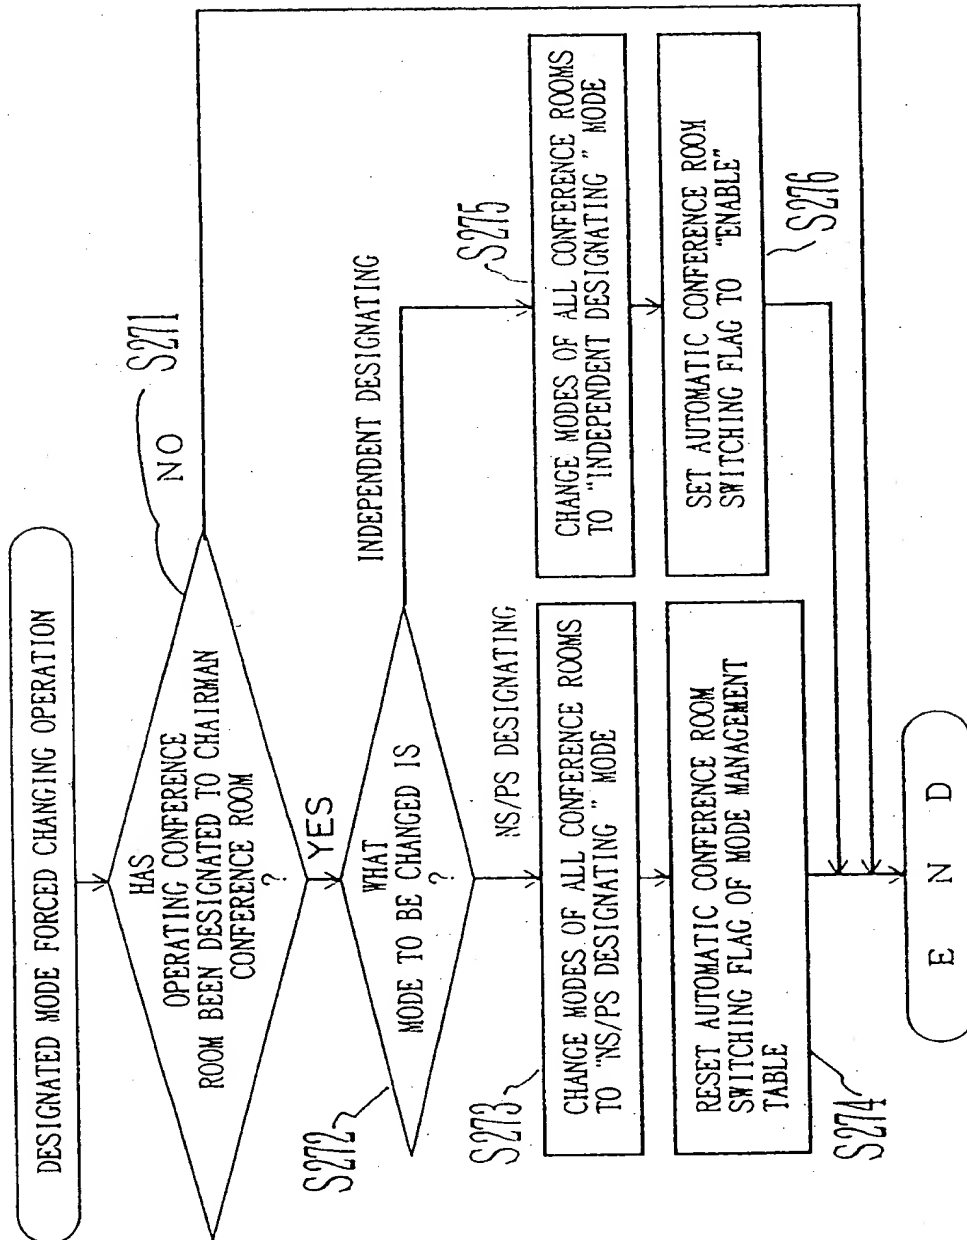 DESIGNATED MODE FORCED CHANGING OPERATION
S271
HAS
OPERATING CONFERENCE
ROOM BEEN DESIGNATED TO CHAIRMAN
CONFERENCE ROOM
?
NO
YES
S272
WHAT
MODE TO BE CHANGED IS
?
INDEPENDENT DESIGNATING
NS/PS DESIGNATING
S273
CHANGE MODES OF ALL CONFERENCE ROOMS
TO "NS/PS DESIGNATING " MODE
S275
CHANGE MODES OF ALL CONFERENCE ROOMS
TO "INDEPENDENT DESIGNATING " MODE
RESET AUTOMATIC CONFERENCE ROOM
SWITCHING FLAG OF MODE MANAGEMENT
TABLE
S274
SET AUTOMATIC CONFERENCE ROOM
SWITCHING FLAG TO "ENABLE"
S276
E N D